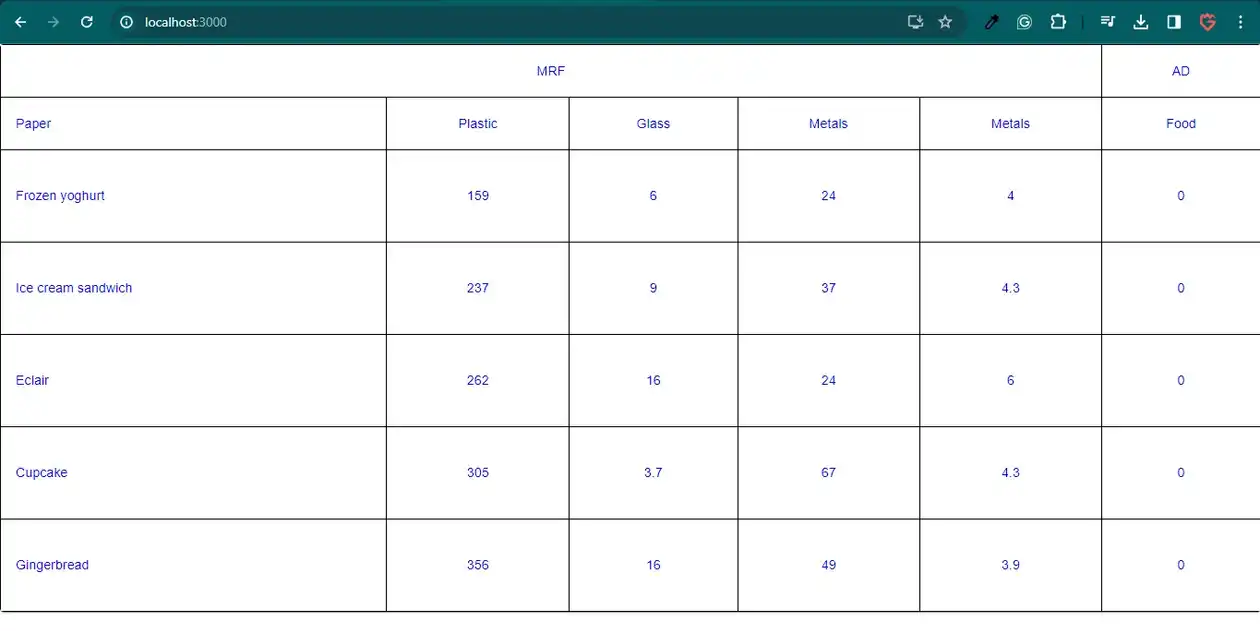 localhost:3000
MRF AD
Paper Plastic Glass Metals Metals Food
Frozen yoghurt 159 6 24 4 0
Ice cream sandwich 237 9 37 4.3 0
Eclair 262 16 24 6 0
Cupcake 305 3.7 67 4.3 0
Gingerbread 356 16 49 3.9 0